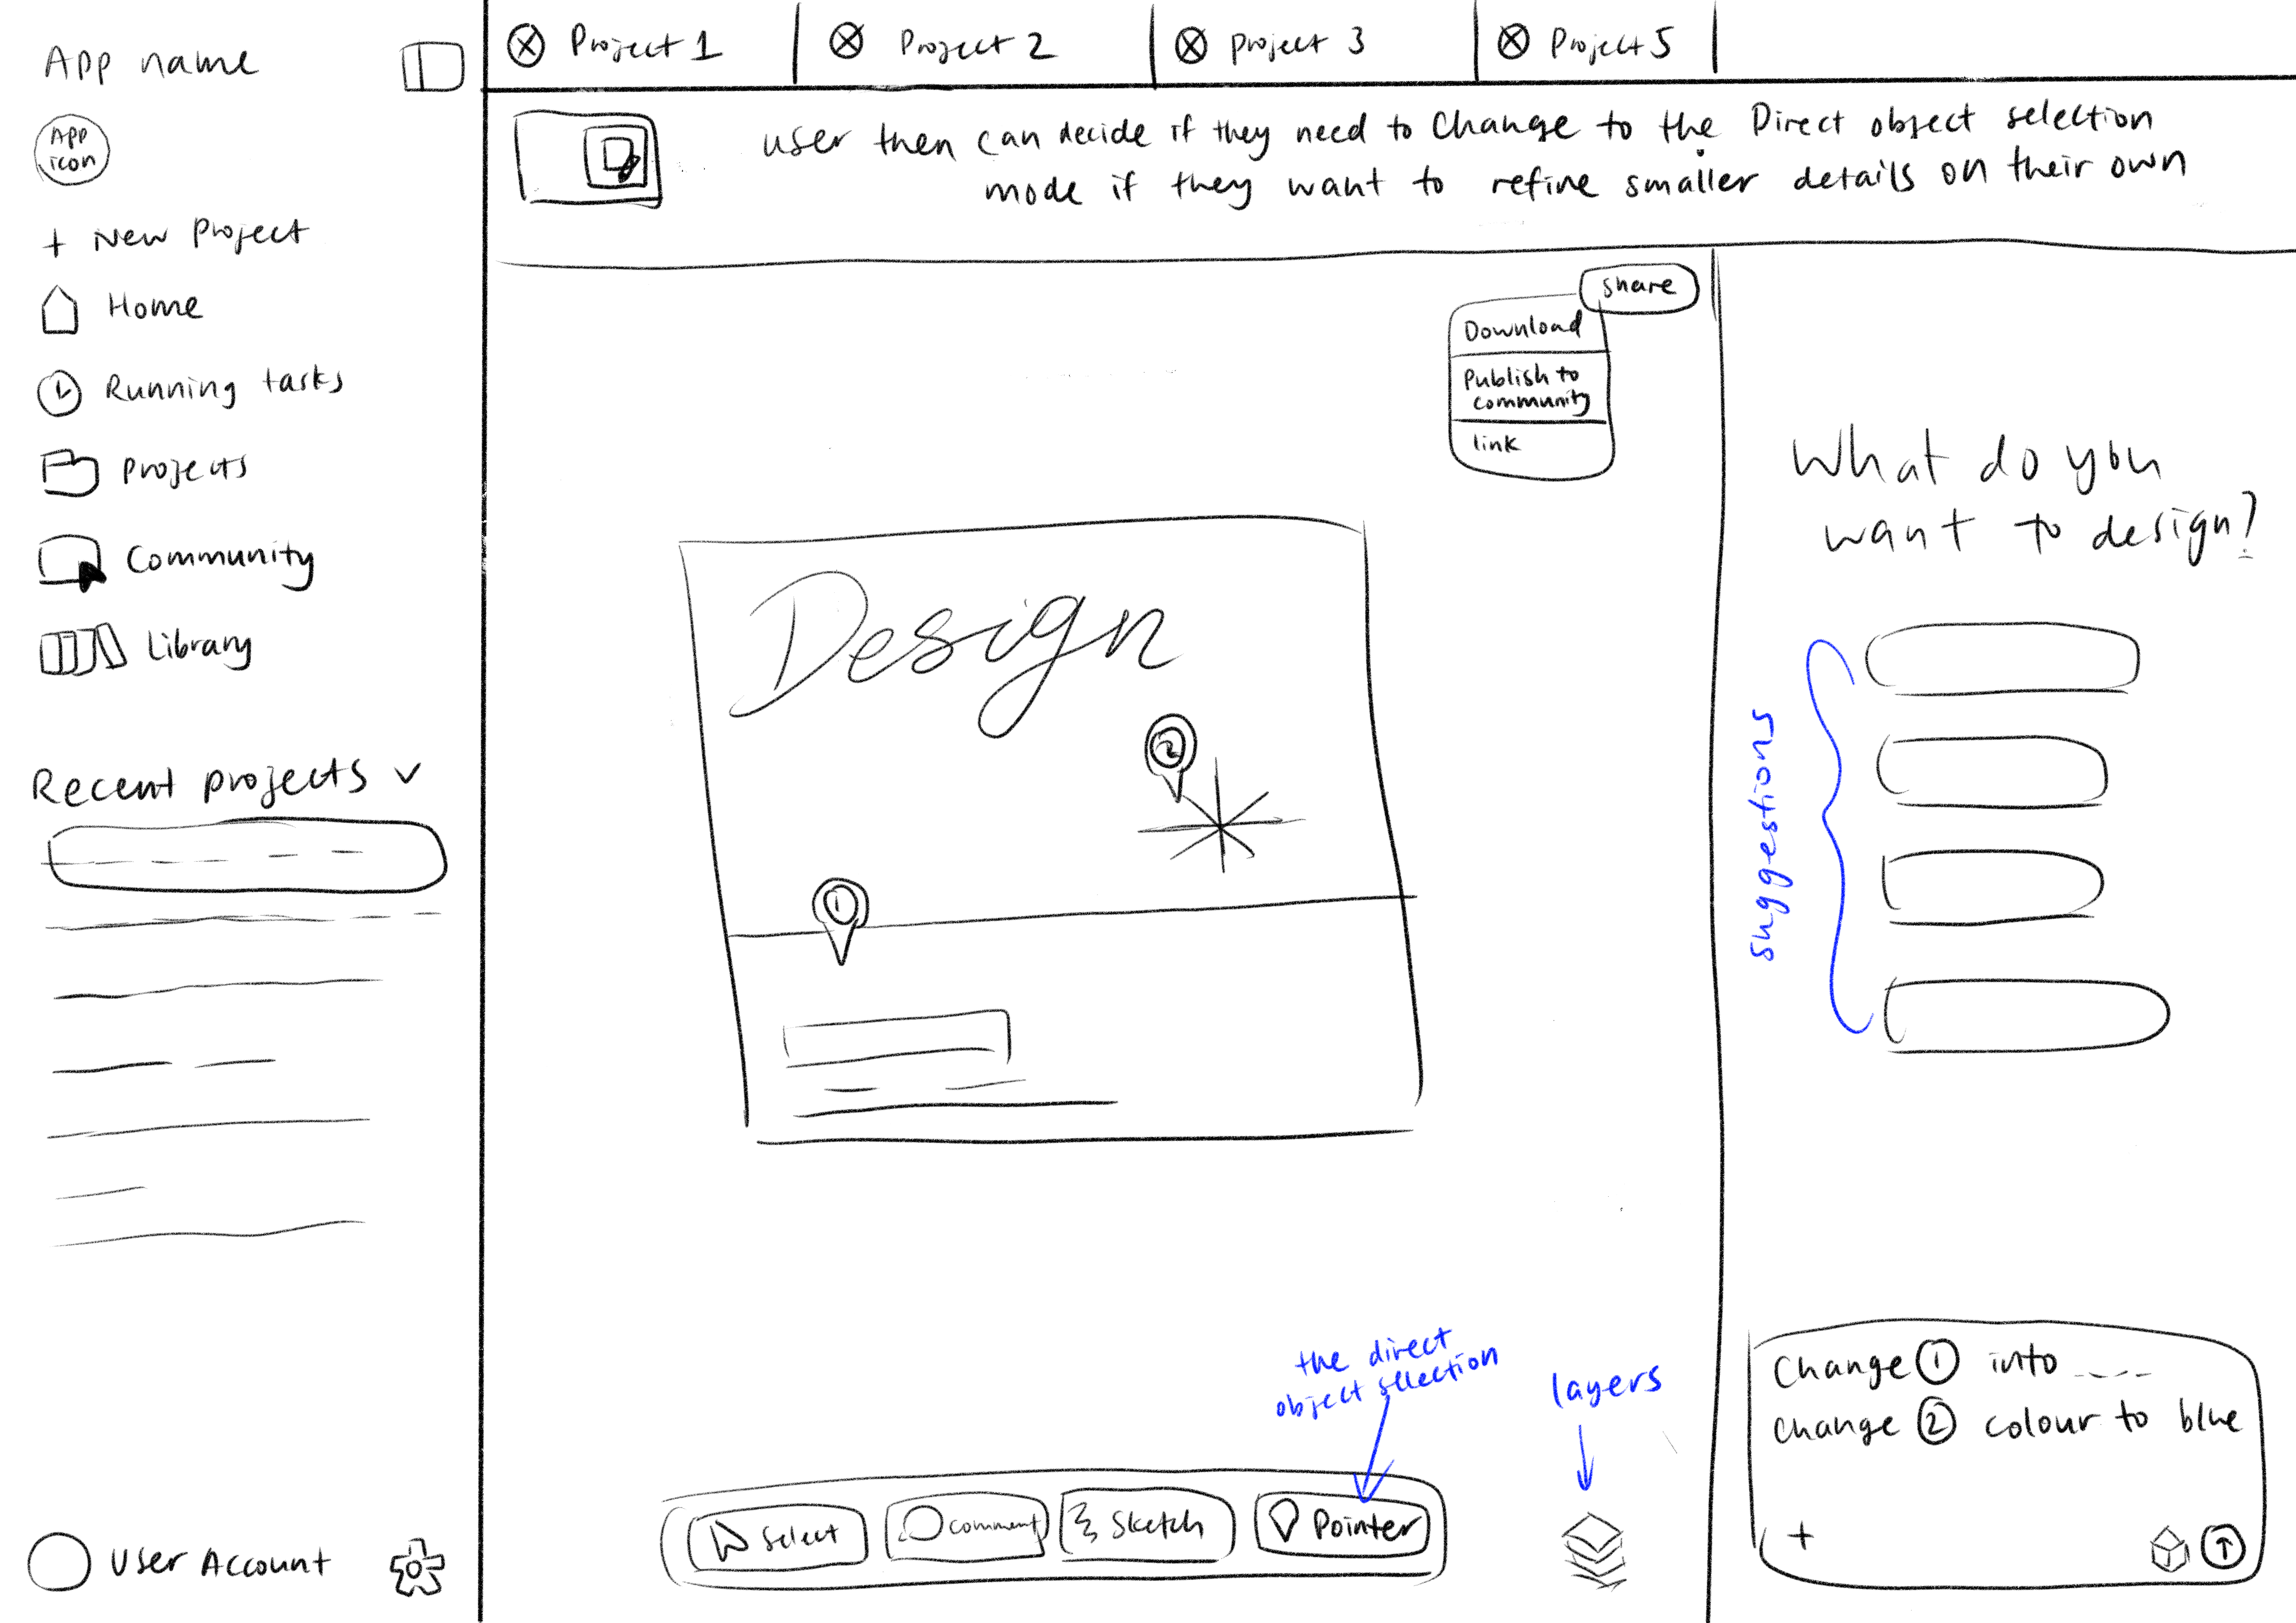 App name
App
icon
+ New Project
Home
Running tasks
Projects
Community
Library
Recent projects
User Account
Project 1
Project 2
Project 3
Project 5
user then can decide if they need to change to the Direct object selection
mode if they want to refine smaller details on their own
share
Download
Publish to
community
link
Design
2
1
the direct
object selection
layers
Select
Comment
Sketch
Pointer
What do you
want to design?
suggestions
Change 1 into
change 2 colour to blue
+